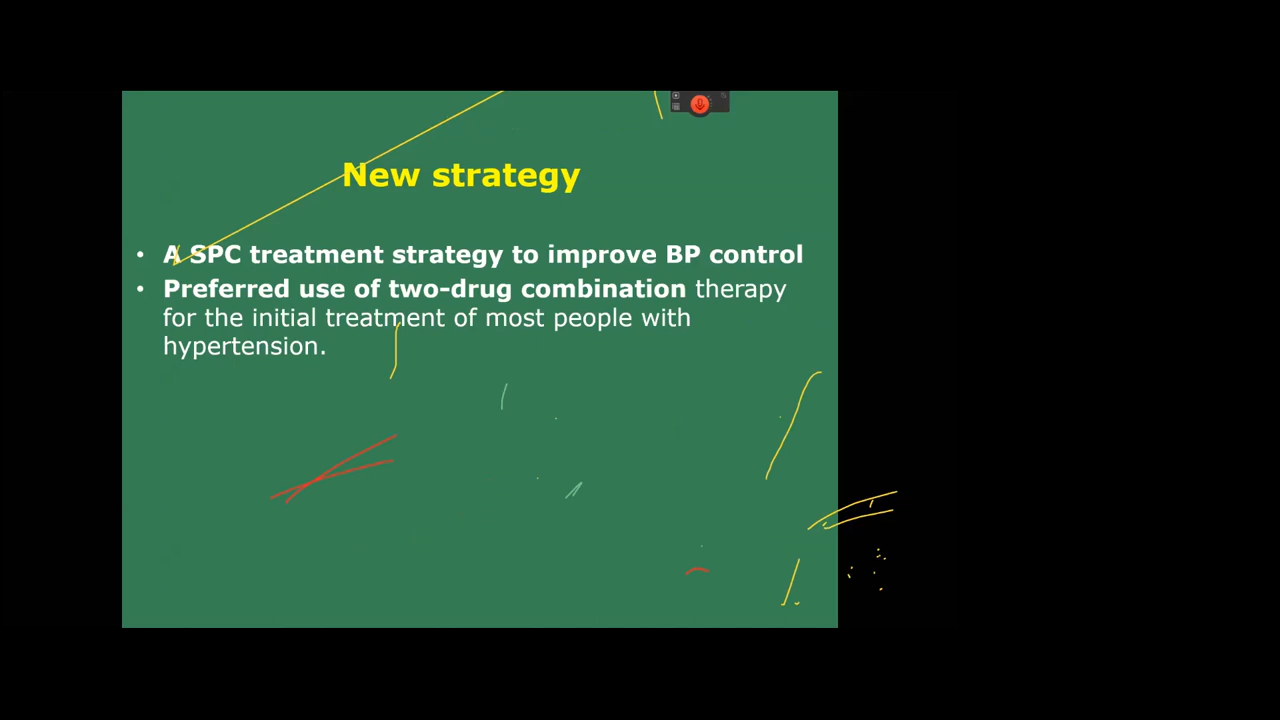 New strategy
• A SPC treatment strategy to improve BP control
• Preferred use of two-drug combination therapy
for the initial treatment of most people with
hypertension.